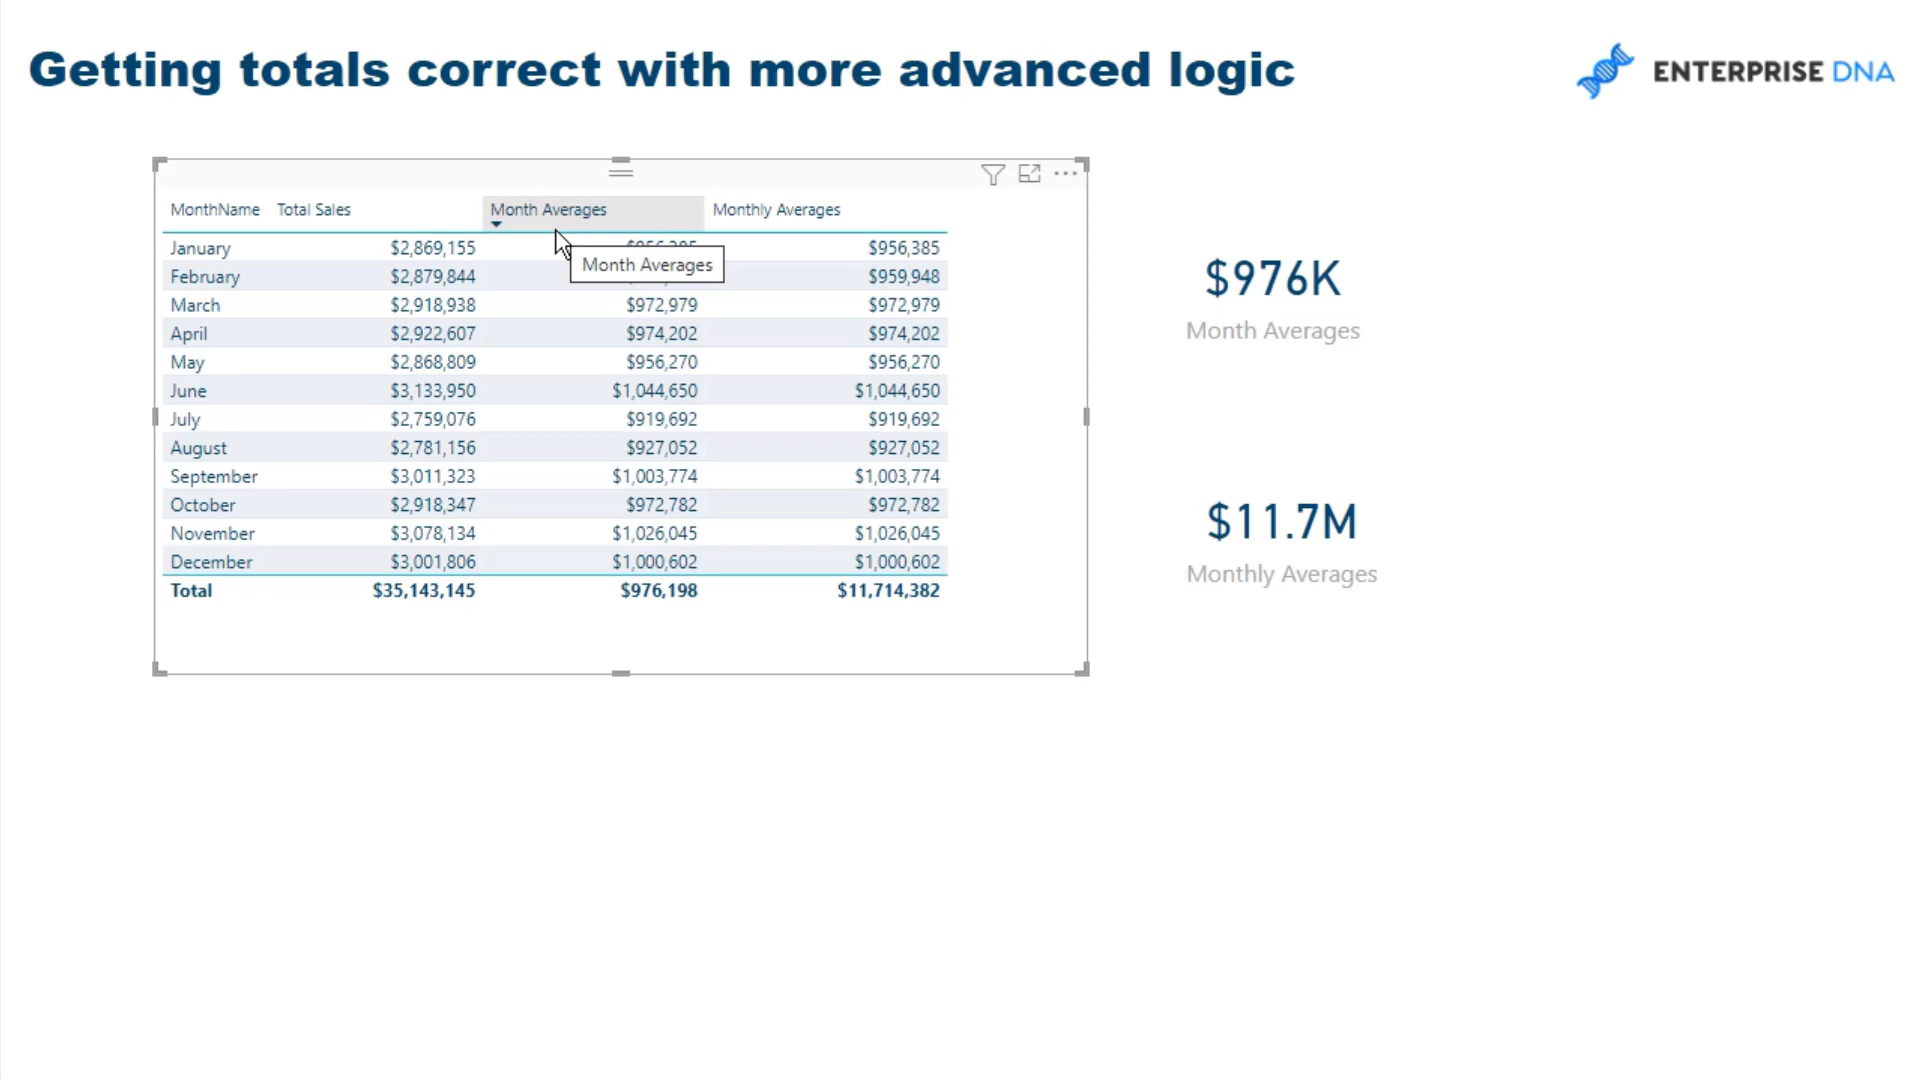 Getting totals correct with more advanced logic
ENTERPRISE DNA
MonthName Total Sales Month Averages Monthly Averages
January $2,869,155 $956,385
Month Averages
February $2,879,844 $959,948
March $2,918,938 $972,979 $972,979
April $2,922,607 $974,202 $974,202
May $2,868,809 $956,270 $956,270
June $3,133,950 $1,044,650 $1,044,650
July $2,759,076 $919,692 $919,692
August $2,781,156 $927,052 $927,052
September $3,011,323 $1,003,774 $1,003,774
October $2,918,347 $972,782 $972,782
November $3,078,134 $1,026,045 $1,026,045
December $3,001,806 $1,000,602 $1,000,602
Total $35,143,145 $976,198 $11,714,382
$976K
Month Averages
$11.7M
Monthly Averages